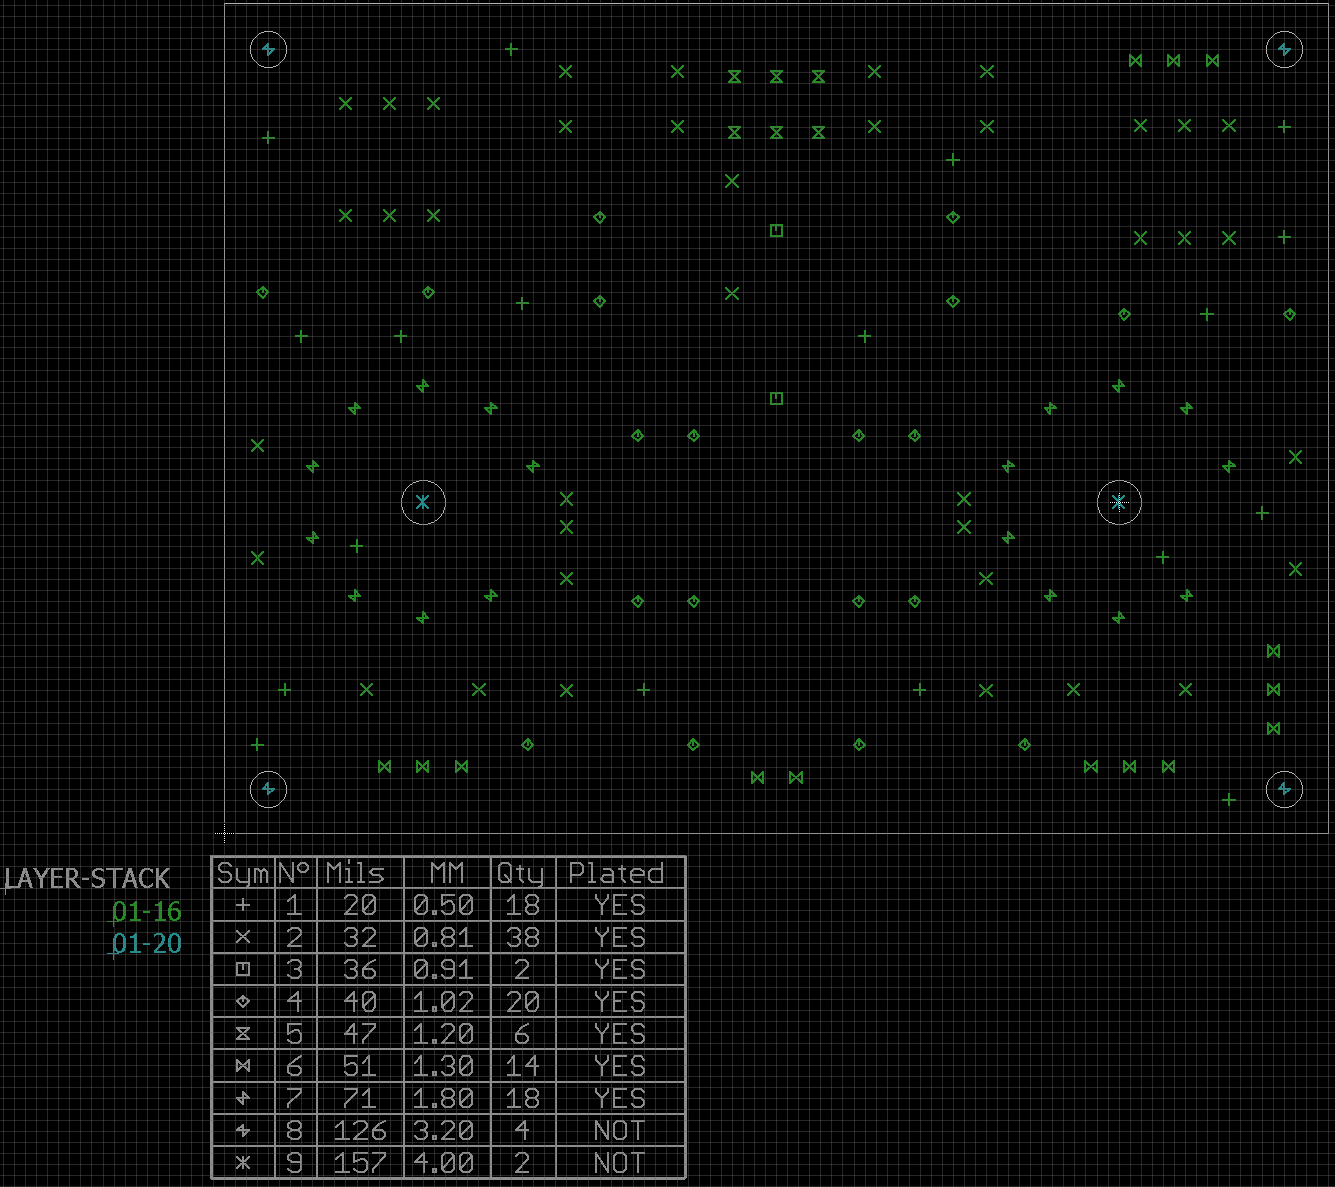 LAYER-STACK
01-16
01-20
Sym Nº Mils MM Qty Plated
1 20 0.50 18 YES
2 32 0.81 38 YES
3 36 0.91 2 YES
4 40 1.02 20 YES
5 47 1.20 6 YES
6 51 1.30 14 YES
7 71 1.80 18 YES
8 126 3.20 4 NOT
9 157 4.00 2 NOT